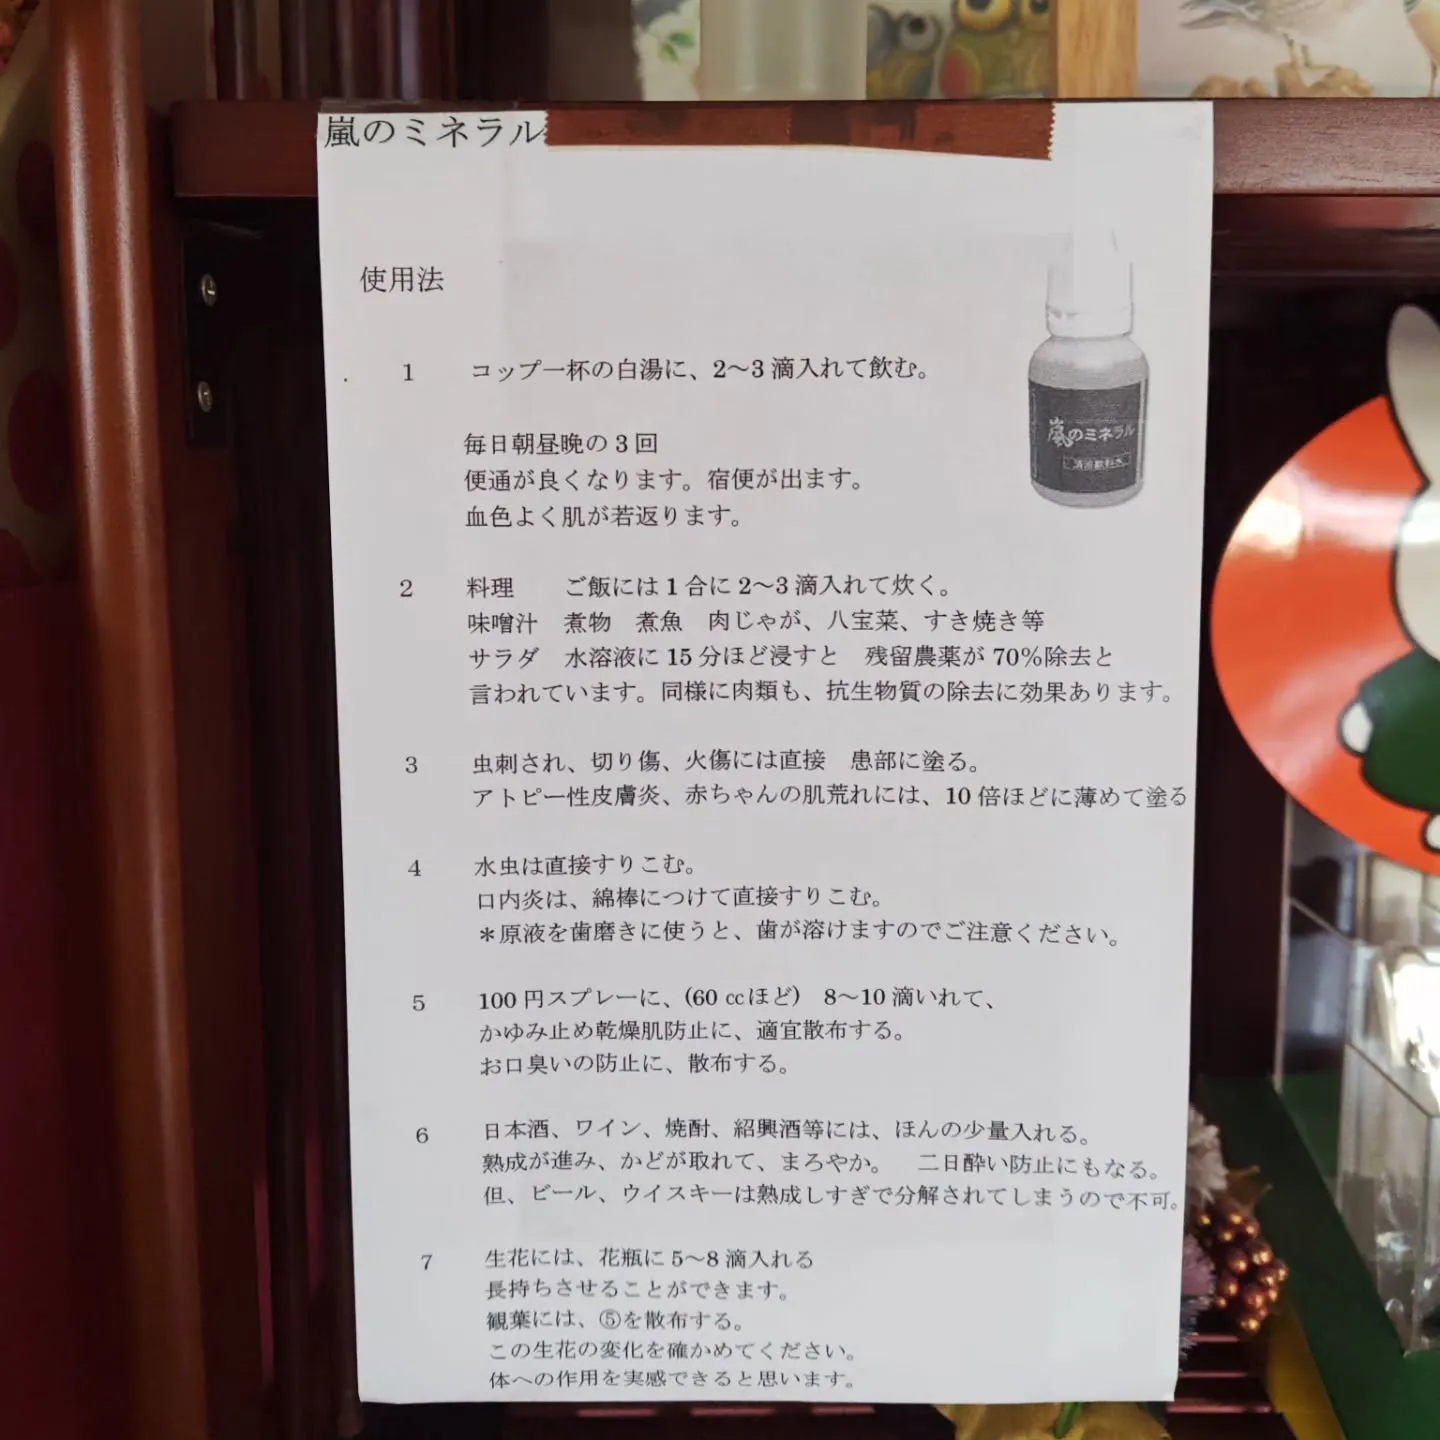 嵐のミネラル
使用法
嵐のミネラル
清涼飲料水
1 コップ一杯の白湯に、2〜3 滴入れて飲む。
毎日朝昼晩の 3 回
便通が良くなります。宿便が出ます。
血色よく肌が若返ります。
2 料理 ご飯には 1 合に 2〜3 滴入れて炊く。
味噌汁 煮物 煮魚 肉じゃが、八宝菜、すき焼き等
サラダ 水溶液に 15 分ほど浸すと 残留農薬が 70%除去と
言われています。同様に肉類も、抗生物質の除去に効果あります。
3 虫刺され、切り傷、火傷には直接 患部に塗る。
アトピー性皮膚炎、赤ちゃんの肌荒れには、10 倍ほどに薄めて塗る
4 水虫は直接すりこむ。
口内炎は、綿棒につけて直接すりこむ。
＊原液を歯磨きに使うと、歯が溶けますのでご注意ください。
5 100 円スプレーに、(60 ㏄ほど) 8〜10 滴いれて、
かゆみ止め乾燥肌防止に、適宜散布する。
お口臭いの防止に、散布する。
6 日本酒、ワイン、焼酎、紹興酒等には、ほんの少量入れる。
熟成が進み、かどが取れて、まろやか。 二日酔い防止にもなる。
但、ビール、ウイスキーは熟成しすぎで分解されてしまうので不可。
7 生花には、花瓶に 5〜8 滴入れる
長持ちさせることができます。
観葉には、⑤を散布する。
この生花の変化を確かめてください。
体への作用を実感できると思います。